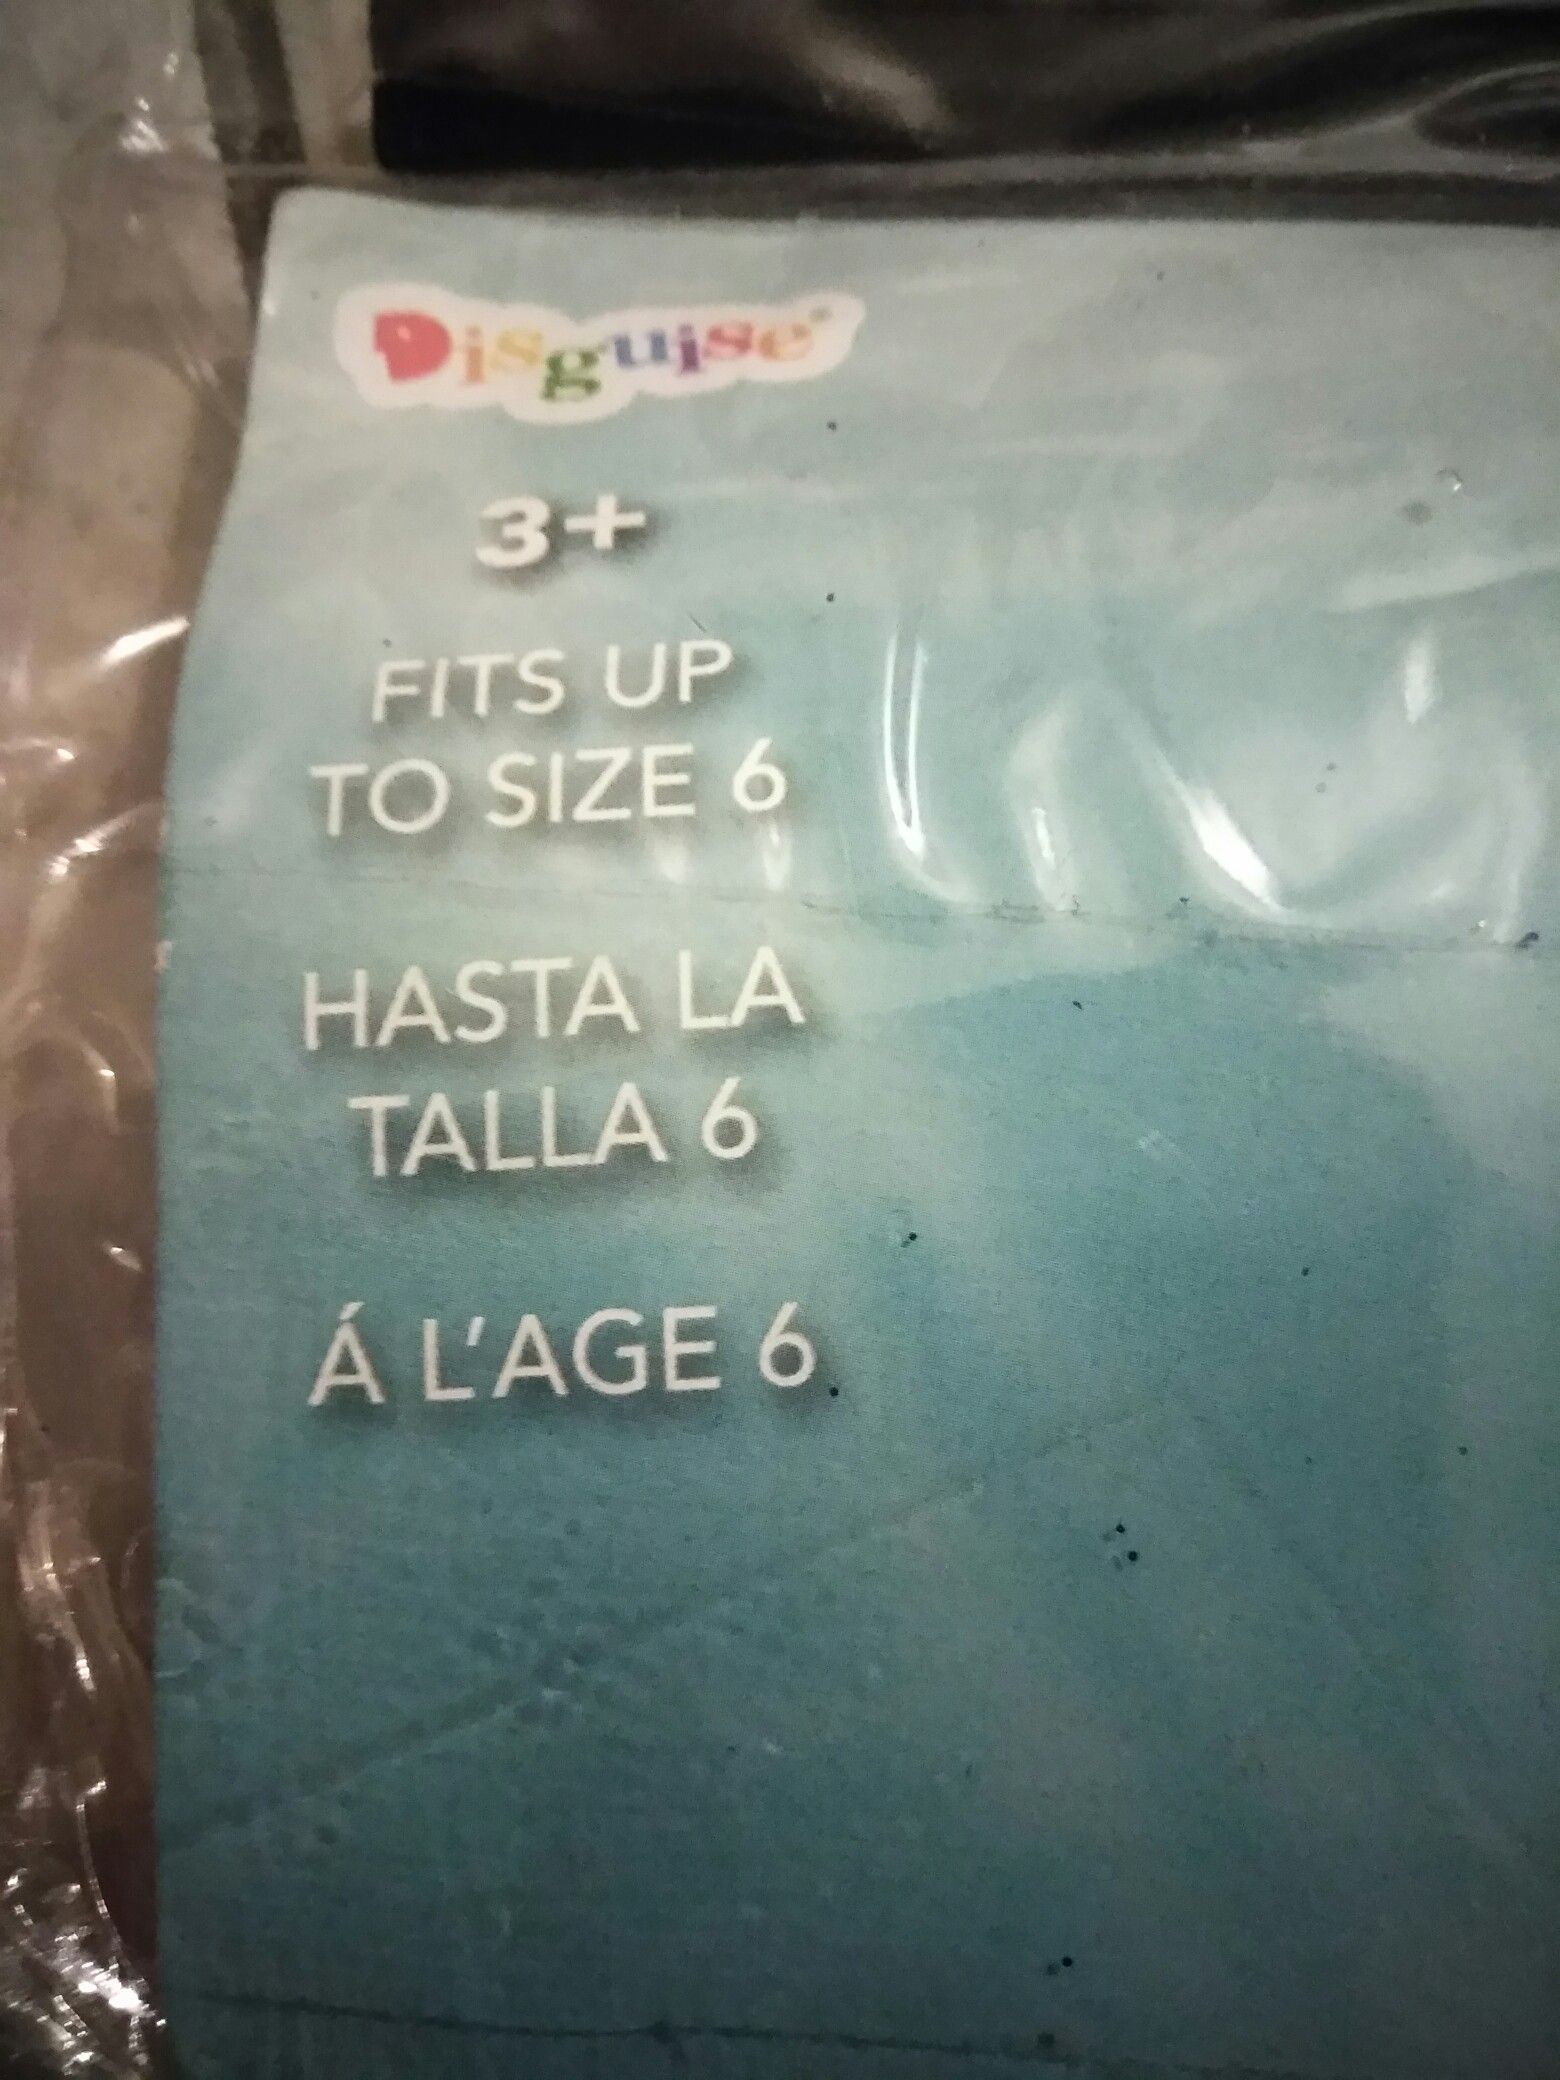 Disguise®
3+
FITS UP
TO SIZE 6
HASTA LA
TALLA 6
Á L'AGE 6